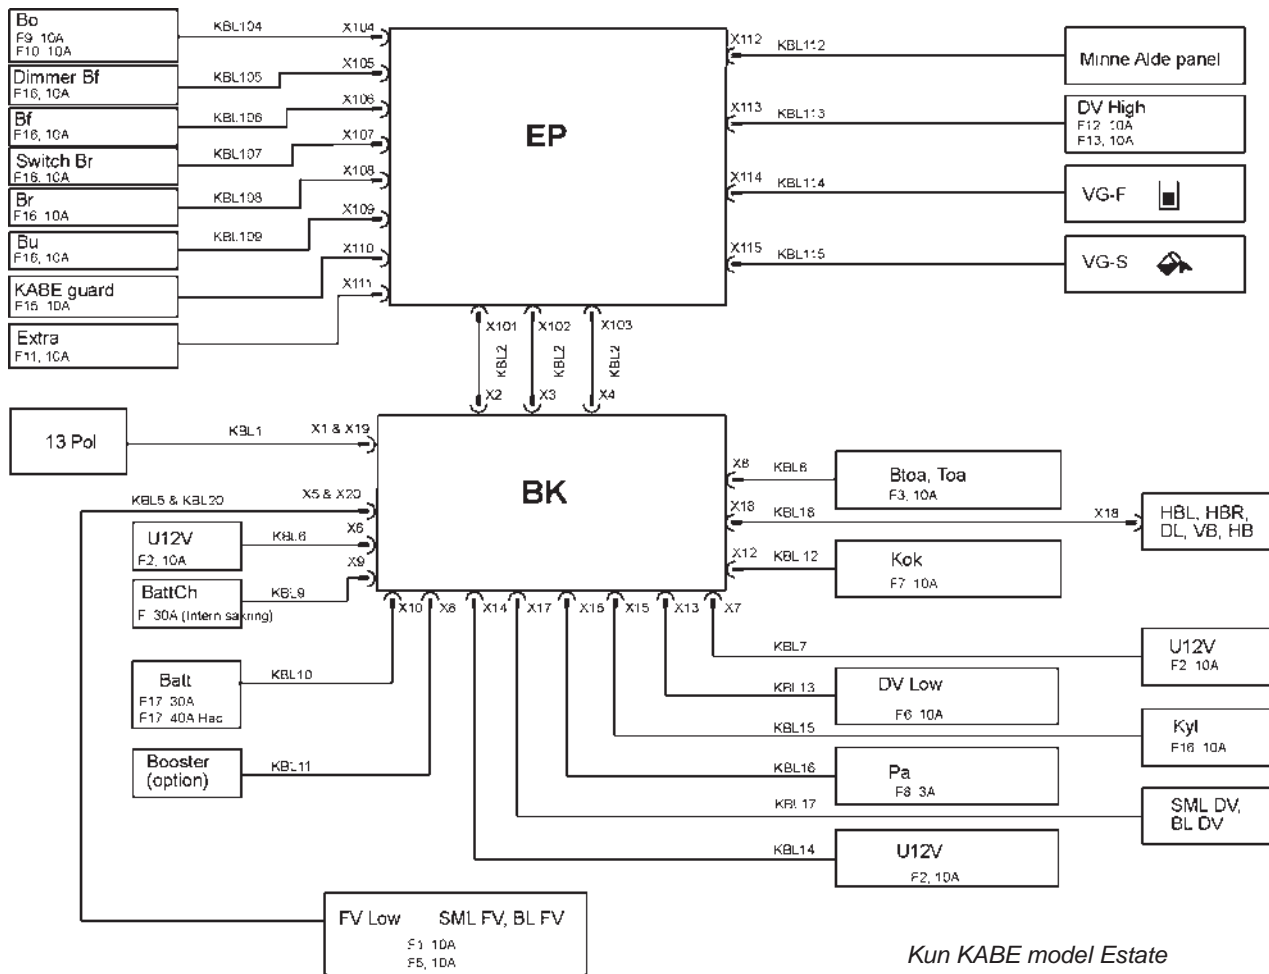 Bo
F9 10A
F10 10A
KBL104
X104
Dimmer Bf
F16, 10A
KBL105
X105
Bf
F16, 10A
KBL106
X106
Switch Br
F16, 10A
KBL107
X107
Br
F16 10A
KBL108
X108
Bu
F16, 10A
KBL109
X109
KABE guard
F15 10A
X110
Extra
F11, 10A
X111
EP
X112
KBL112
Minne Alde panel
X113
KBL113
DV High
F12 10A
F13, 10A
X114
KBL114
VG-F
X115
KBL115
VG-S
X101
X102
X103
KBL2
KBL2
KBL2
X2
X3
X4
13 Pol
KBL1
X1 & X19
BK
KBL5 & KBL20
X5 & X20
U12V
F2, 10A
KBL6
X6
BattCh
F 30A (Intern sakring)
KBL9
X9
X8
KBL8
Btoa, Toa
F3, 10A
X18
KBL18
X18
HBL, HBR,
DL, VB, HB
X12
KBL 12
Kok
F7 10A
X10
X8
X14
X17
X16
X15
X13
X7
Batt
F17 30A
F17 40A Hac
KBL10
Booster
(option)
KBL11
KBL7
U12V
F2 10A
KBL13
DV Low
F6 10A
KBL15
Kyl
F16 10A
KBL16
Pa
F8 3A
KBL17
SML DV,
BL DV
KBL14
U12V
F2, 10A
FV Low SML FV, BL FV
F1 10A
F5, 10A
Kun KABE model Estate